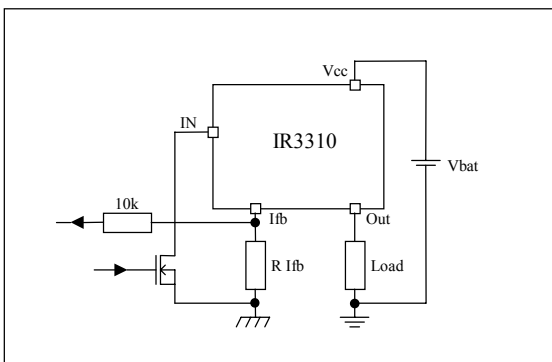 Vcc
IN
IR3310
Vbat
10k
Ifb
Out
R Ifb
Load